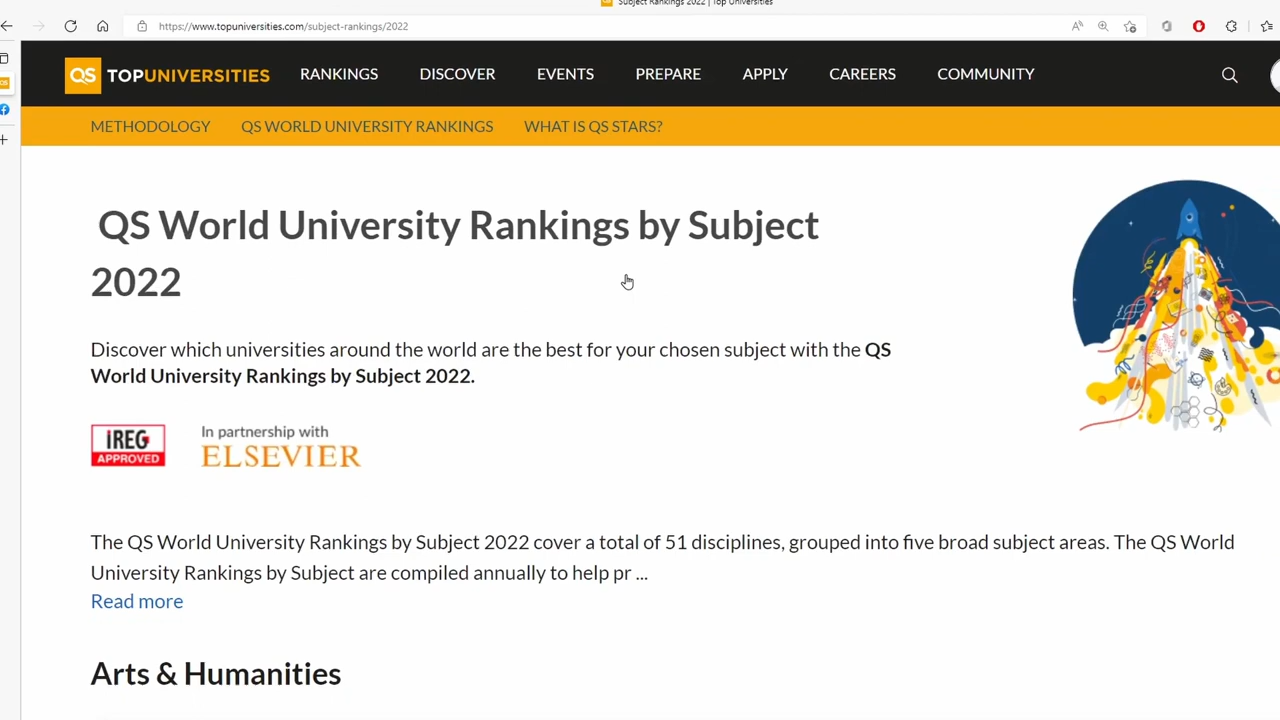 Subject Rankings 2022 | Top Universities
https://www.topuniversities.com/subject-rankings/2022
QS TOPUNIVERSITIES RANKINGS DISCOVER EVENTS PREPARE APPLY CAREERS COMMUNITY
METHODOLOGY QS WORLD UNIVERSITY RANKINGS WHAT IS QS STARS?
QS World University Rankings by Subject
2022
Discover which universities around the world are the best for your chosen subject with the QS
World University Rankings by Subject 2022.
iREG
APPROVED
In partnership with
ELSEVIER
The QS World University Rankings by Subject 2022 cover a total of 51 disciplines, grouped into five broad subject areas. The QS World
University Rankings by Subject are compiled annually to help pr ...
Read more
Arts & Humanities